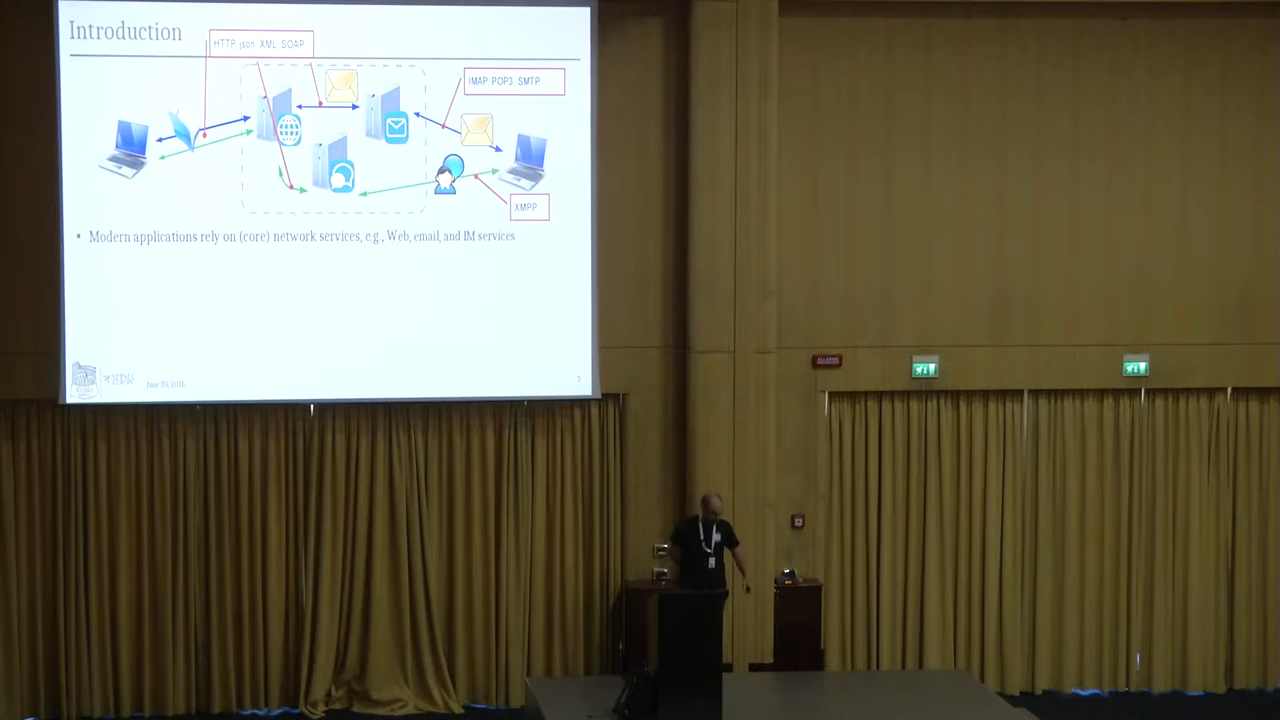 Introduction
HTTP json XML SOAP
IMAP POP3 SMTP
XMPP
▪ Modern applications rely on (core) network services, e.g., Web, email, and IM services
June 30, 2016
ALLARME